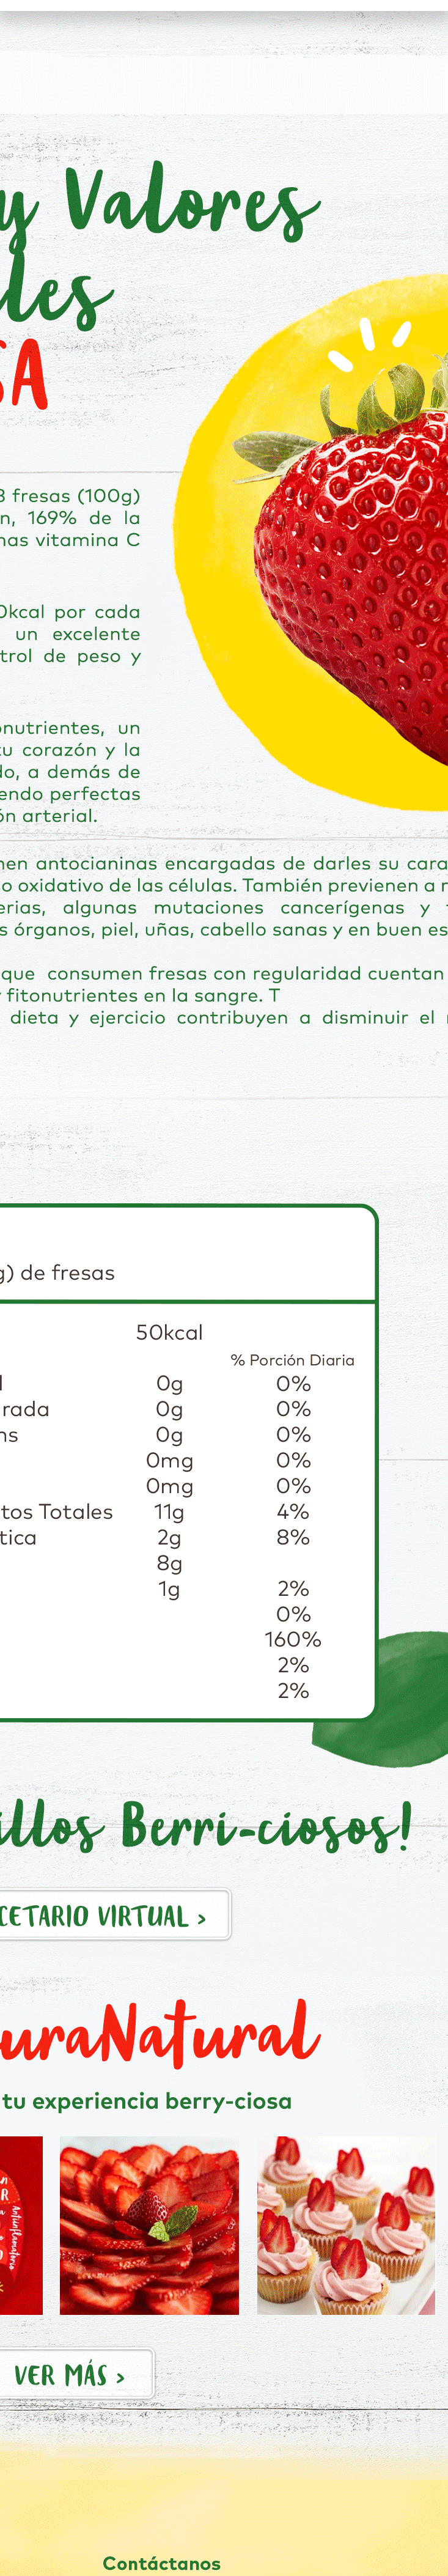 y Valores
les
SA
3 fresas (100g)
n, 169% de la
nas vitamina C
0kcal por cada
un excelente
trol de peso y
onutrientes, un
tu corazón y la
do, a demás de
endo perfectas
ón arterial.
nen antocianinas encargadas de darles su cara
so oxidativo de las células. También previenen a
erias, algunas mutaciones cancerígenas y
s órganos, piel, uñas, cabello sanas y en buen es
que consumen fresas con regularidad cuentan
y fitonutrientes en la sangre. T
dieta y ejercicio contribuyen a disminuir el
g) de fresas
50kcal
% Porción Diaria
l 0g 0%
rada 0g 0%
ns 0g 0%
0mg 0%
0mg 0%
tos Totales 11g 4%
tica 2g 8%
8g
1g 2%
0%
160%
2%
2%
illos Berri-ciosos!
CETARIO VIRTUAL >
uraNatural
tu experiencia berry-ciosa
Antiinflamatorio
VER MÁS >
Contáctanos